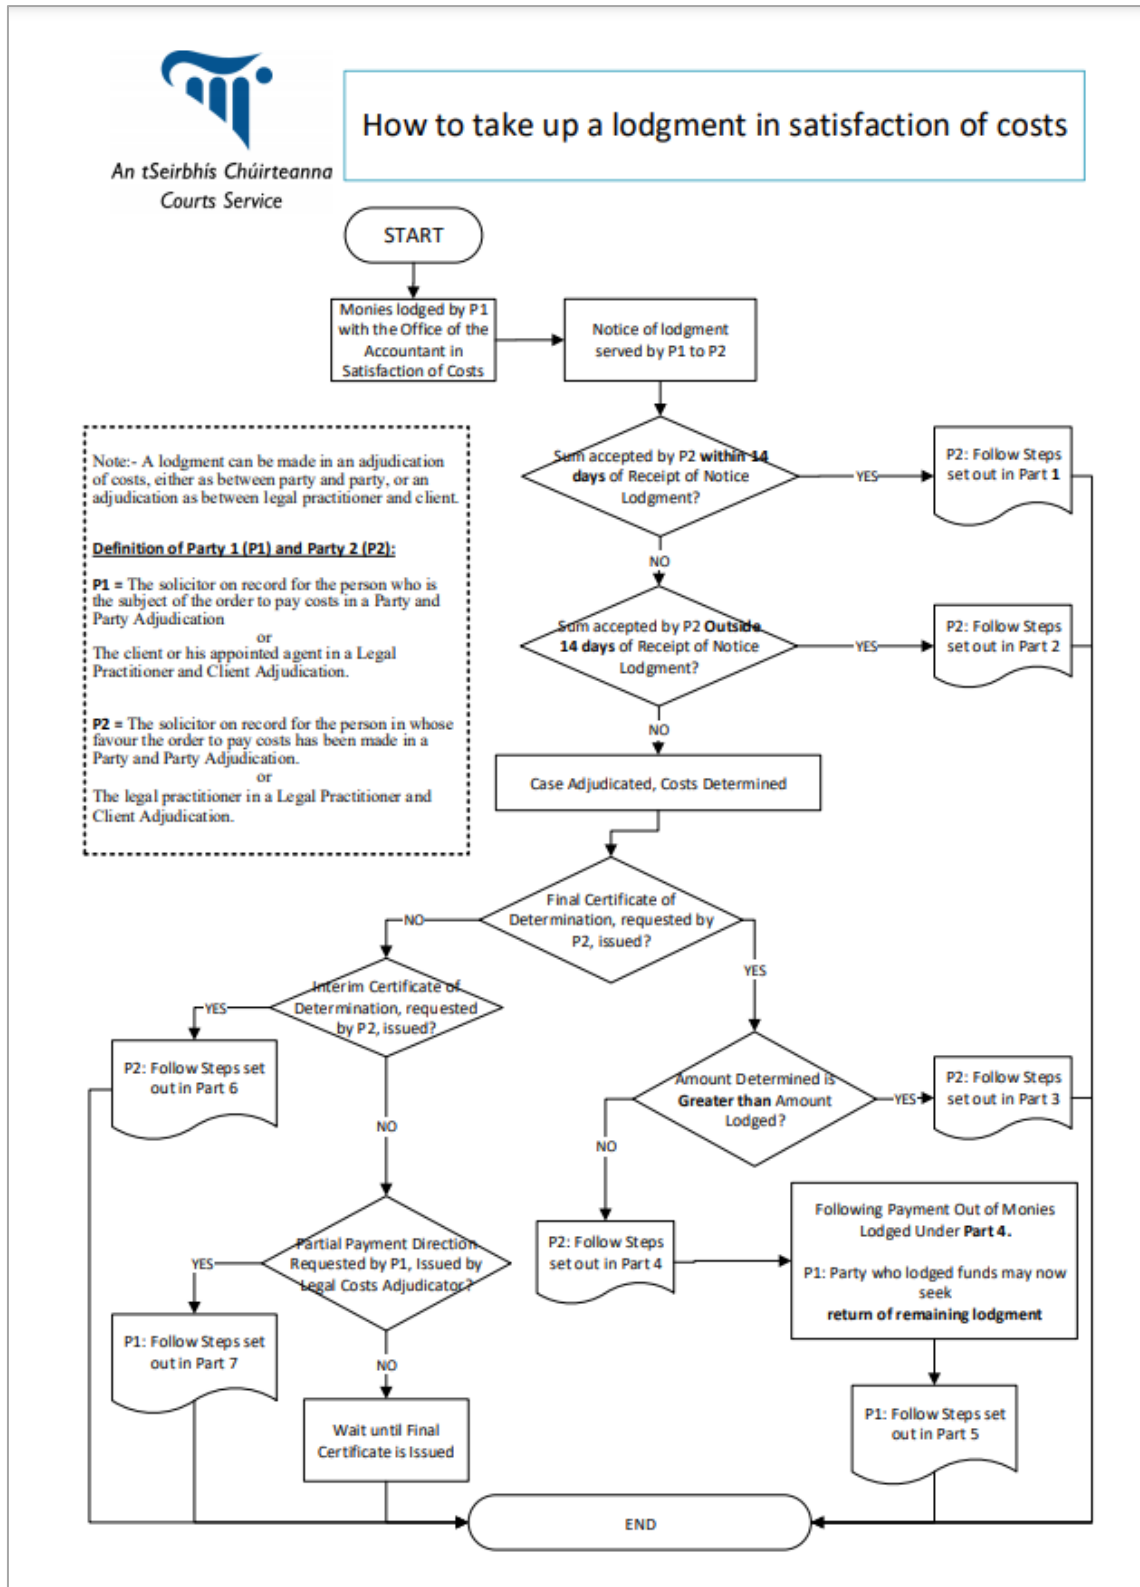 An tSeirbhís Chúirteanna
Courts Service
How to take up a lodgment in satisfaction of costs
START
Monies lodged by P1
with the Office of the
Accountant in
Satisfaction of Costs
Notice of lodgment
served by P1 to P2
Sum accepted by P2 within 14
days of Receipt of Notice
Lodgment?
YES
P2: Follow Steps
set out in Part 1
NO
Note:- A lodgment can be made in an adjudication
of costs, either as between party and party, or an
adjudication as between legal practitioner and client.
Definition of Party 1 (P1) and Party 2 (P2):
P1 = The solicitor on record for the person who is
the subject of the order to pay costs in a Party and
Party Adjudication
or
The client or his appointed agent in a Legal
Practitioner and Client Adjudication.
P2 = The solicitor on record for the person in whose
favour the order to pay costs has been made in a
Party and Party Adjudication.
or
The legal practitioner in a Legal Practitioner and
Client Adjudication.
Sum accepted by P2 Outside
14 days of Receipt of Notice
Lodgment?
YES
P2: Follow Steps
set out in Part 2
NO
Case Adjudicated, Costs Determined
Final Certificate of
Determination, requested by
P2, issued?
NO
YES
Interim Certificate of
Determination, requested
by P2, issued?
YES
P2: Follow Steps set
out in Part 6
NO
Amount Determined is
Greater than Amount
Lodged?
YES
P2: Follow Steps
set out in Part 3
NO
P2: Follow Steps
set out in Part 4
Following Payment Out of Monies
Lodged Under Part 4.
P1: Party who lodged funds may now
seek
return of remaining lodgment
Partial Payment Direction
Requested by P1, Issued by
Legal Costs Adjudicator?
YES
P1: Follow Steps set
out in Part 7
NO
Wait until Final
Certificate is Issued
P1: Follow Steps set
out in Part 5
END